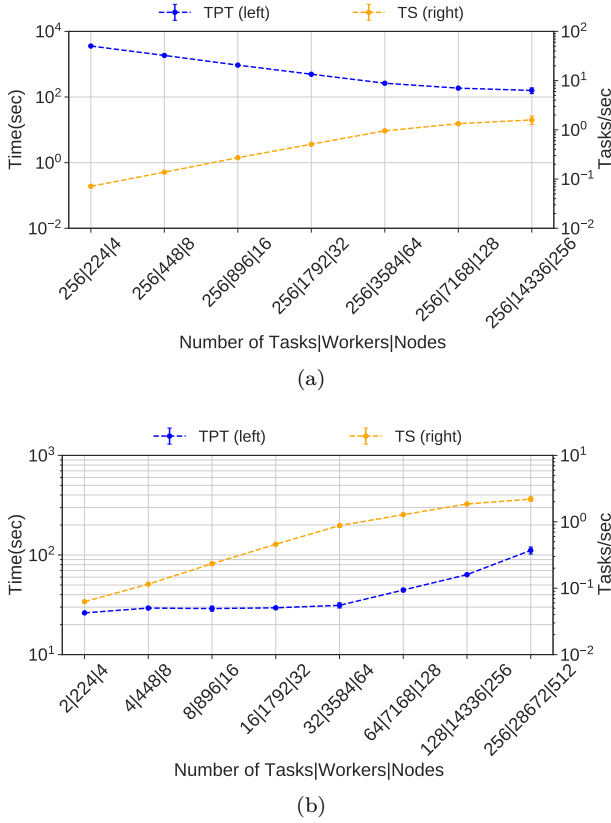 TPT (left) TS (right)
10^4 10^2
10^1
10^2
10^0
10^0
10^−1
10^−2 10^−2
Time(sec)
Tasks/sec
256|224|4 256|448|8 256|896|16 256|1792|32 256|3584|64 256|7168|128 256|14336|256
Number of Tasks|Workers|Nodes
(a)
TPT (left) TS (right)
10^3 10^1
10^0
10^2
10^−1
10^1 10^−2
Time(sec)
Tasks/sec
2|224|4 4|448|8 8|896|16 16|1792|32 32|3584|64 64|7168|128 128|14336|256 256|28672|512
Number of Tasks|Workers|Nodes
(b)